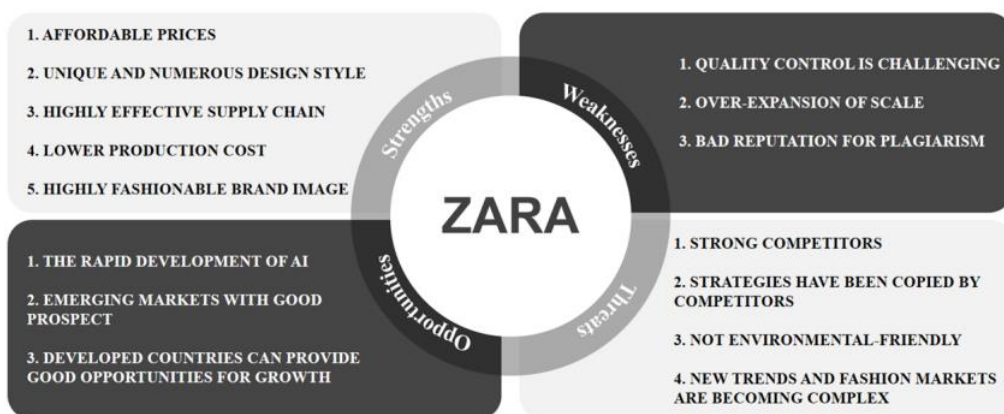 Strengths
1. AFFORDABLE PRICES
2. UNIQUE AND NUMEROUS DESIGN STYLE
3. HIGHLY EFFECTIVE SUPPLY CHAIN
4. LOWER PRODUCTION COST
5. HIGHLY FASHIONABLE BRAND IMAGE
Weaknesses
1. QUALITY CONTROL IS CHALLENGING
2. OVER-EXPANSION OF SCALE
3. BAD REPUTATION FOR PLAGIARISM
ZARA
Opportunities
1. THE RAPID DEVELOPMENT OF AI
2. EMERGING MARKETS WITH GOOD
PROSPECT
3. DEVELOPED COUNTRIES CAN PROVIDE
GOOD OPPORTUNITIES FOR GROWTH
Threats
1. STRONG COMPETITORS
2. STRATEGIES HAVE BEEN COPIED BY
COMPETITORS
3. NOT ENVIRONMENTAL-FRIENDLY
4. NEW TRENDS AND FASHION MARKETS
ARE BECOMING COMPLEX